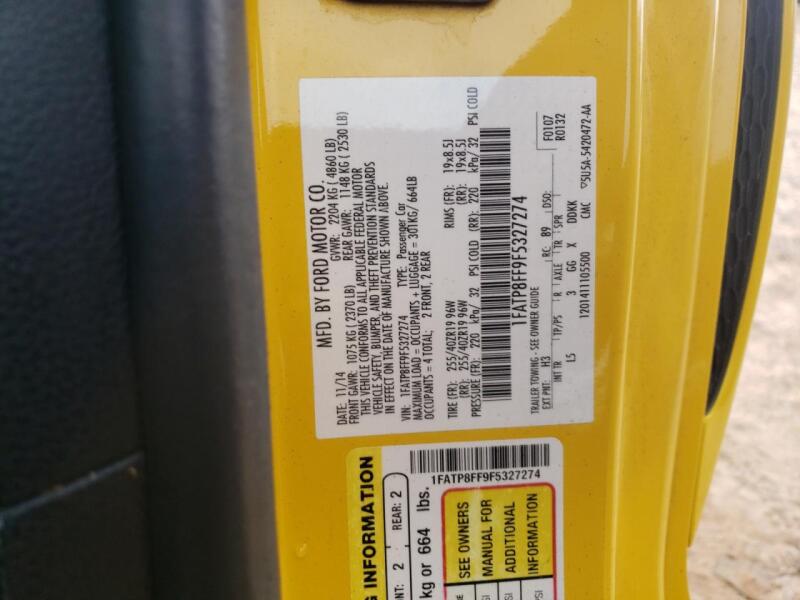 MFD. BY FORD MOTOR CO.
DATE: 11/14 GVWR: 2204 KG ( 4860 LB)
FRONT GAWR: 1075 KG (2370 LB) REAR GAWR: 1148 KG ( 2530 LB)
THIS VEHICLE CONFORMS TO ALL APPLICABLE FEDERAL MOTOR
VEHICLE SAFETY, BUMPER, AND THEFT PREVENTION STANDARDS
IN EFFECT ON THE DATE OF MANUFACTURE SHOWN ABOVE.
VIN: 1FATP8FF9F5327274 TYPE: Passenger Car
MAXIMUM LOAD = OCCUPANTS + LUGGAGE = 301KG/ 664LB
OCCUPANTS = 4 TOTAL; 2 FRONT, 2 REAR
TIRE (FR): 255/40ZR19 96W RIMS (FR): 19x8.5J
(RR): 255/40ZR19 96W (RR): 19x8.5J
PRESSURE (FR): 220 kPa/ 32 PSI COLD (RR): 220 kPa/ 32 PSI COLD
1FATP8FF9F5327274
TRAILER TOWING - SEE OWNER GUIDE F0107
EXT PNT: H3 RC: 89 DSO: R0132
INT TR TP/PS R AXLE TR SPR
L5 3 GG X DDKK
1201411105500 CMC 5U5A-5420472-AA
1FATP8FF9F5327274
G INFORMATION
NT: 2 REAR: 2
kg or 664 lbs.
SEE OWNERS
MANUAL FOR
ADDITIONAL
INFORMATION